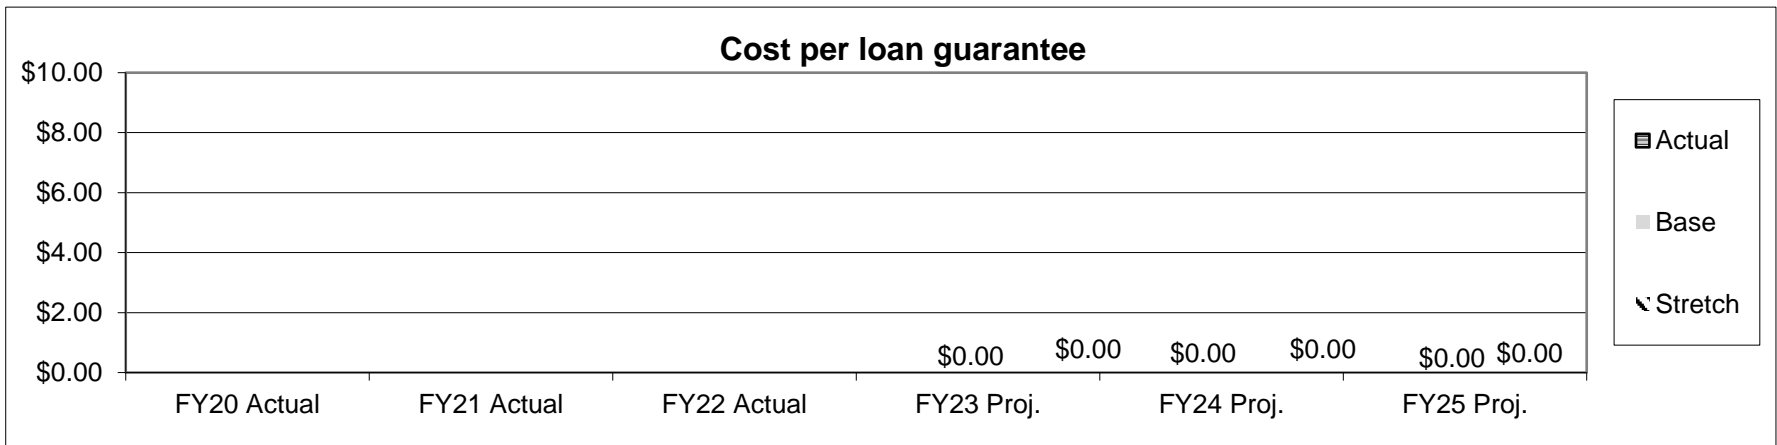 Cost per loan guarantee
$10.00
$8.00
$6.00
$4.00
$2.00
$0.00
$0.00 $0.00 $0.00 $0.00 $0.00 $0.00
FY20 Actual FY21 Actual FY22 Actual FY23 Proj. FY24 Proj. FY25 Proj.
Actual
Base
Stretch